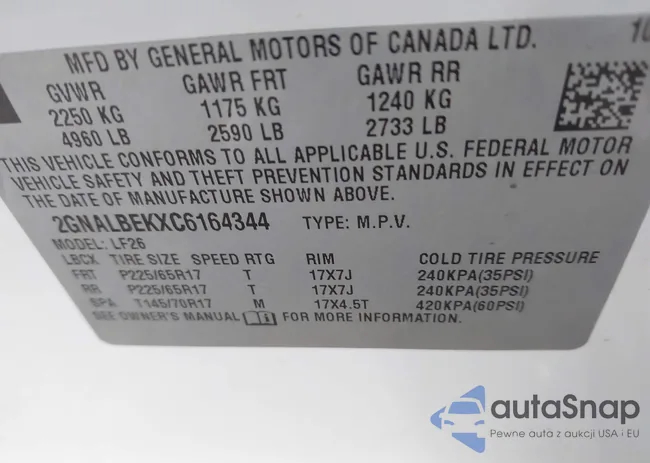 MFD BY GENERAL MOTORS OF CANADA LTD. 10
GVWR GAWR FRT GAWR RR
2250 KG 1175 KG 1240 KG
4960 LB 2590 LB 2733 LB
THIS VEHICLE CONFORMS TO ALL APPLICABLE U.S. FEDERAL MOTOR
VEHICLE SAFETY AND THEFT PREVENTION STANDARDS IN EFFECT ON
THE DATE OF MANUFACTURE SHOWN ABOVE.
2GNALBEKXC6164344 TYPE: M.P.V.
MODEL: LF26
LBCX TIRE SIZE SPEED RTG RIM COLD TIRE PRESSURE
FRT P225/65R17 T 17X7J 240KPA(35PSI)
RR P225/65R17 T 17X7J 240KPA(35PSI)
SPA T145/70R17 M 17X4.5T 420KPA(60PSI)
SEE OWNER'S MANUAL FOR MORE INFORMATION.
autoSnap
Pewne auta z aukcji USA i EU